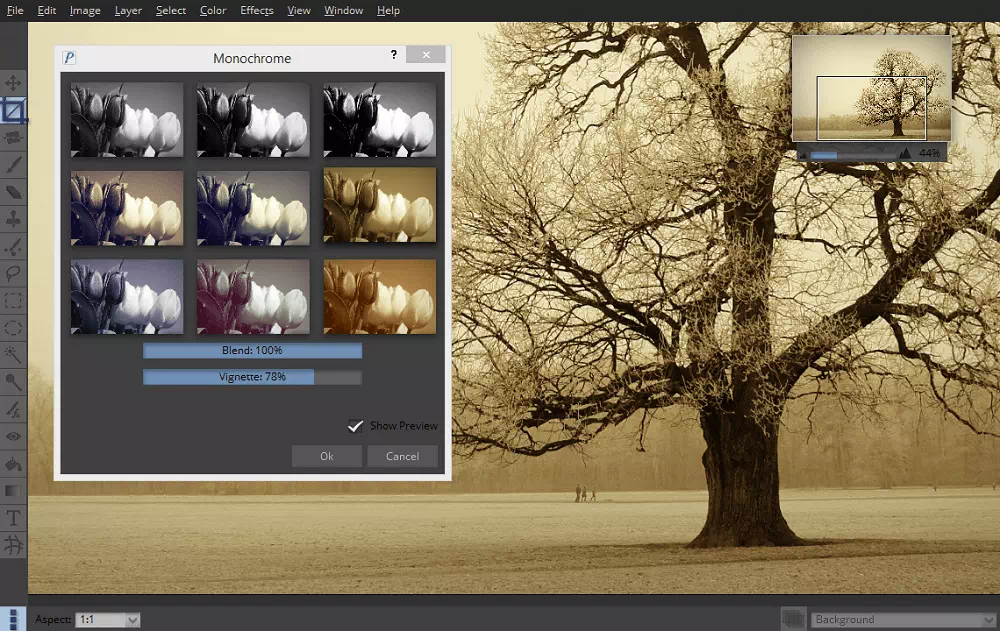 File Edit Image Layer Select Color Effects View Window Help
P Monochrome ? ×
44%
Blend: 100%
Vignette: 78%
Show Preview
Ok Cancel
T
Aspect: 1:1 Background